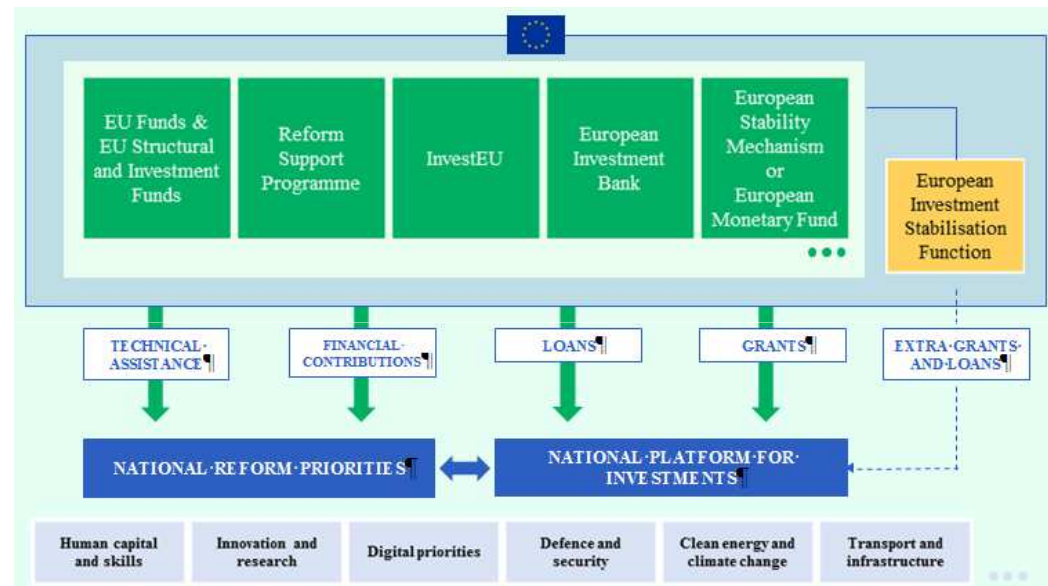 EU Funds &
EU Structural
and Investment
Funds
Reform
Support
Programme
InvestEU
European
Investment
Bank
European
Stability
Mechanism
or
European
Monetary Fund
European
Investment
Stabilisation
Function
TECHNICAL·
ASSISTANCE¶
FINANCIAL·
CONTRIBUTIONS¶
LOANS¶
GRANTS¶
EXTRA·GRANTS·
AND·LOANS¶
NATIONAL·REFORM·PRIORITIES¶
NATIONAL·PLATFORM·FOR·
INVESTMENTS¶
Human capital
and skills
Innovation and
research
Digital priorities
Defence and
security
Clean energy and
climate change
Transport and
infrastructure